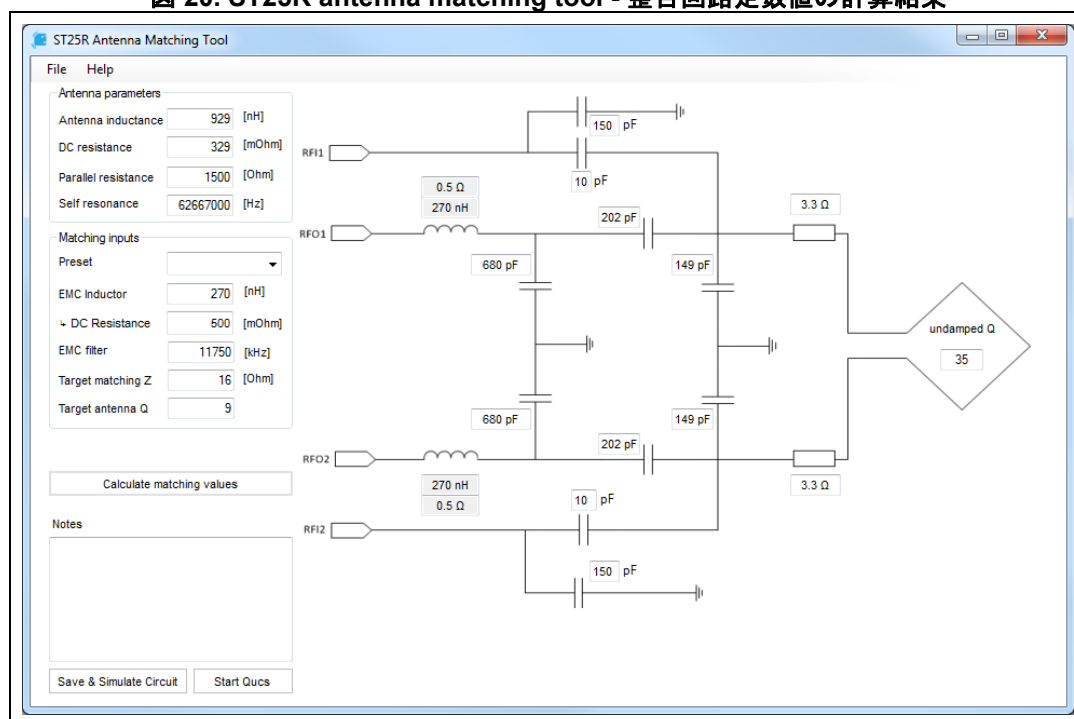 図 20. ST25R antenna matching tool - 整合回路定数値の計算結果
ST25R Antenna Matching Tool
File Help
Antenna parameters
Antenna inductance 929 [nH]
DC resistance 329 [mOhm]
Parallel resistance 1500 [Ohm]
Self resonance 62667000 [Hz]
Matching inputs
Preset
EMC Inductor 270 [nH]
↳ DC Resistance 500 [mOhm]
EMC filter 11750 [kHz]
Target matching Z 16 [Ohm]
Target antenna Q 9
Calculate matching values
Notes
Save & Simulate Circuit Start Qucs
150 pF
RFI1
10 pF
0.5 Ω
270 nH
202 pF
3.3 Ω
RFO1
680 pF
149 pF
undamped Q
35
680 pF
149 pF
202 pF
RFO2
270 nH
0.5 Ω
3.3 Ω
10 pF
RFI2
150 pF